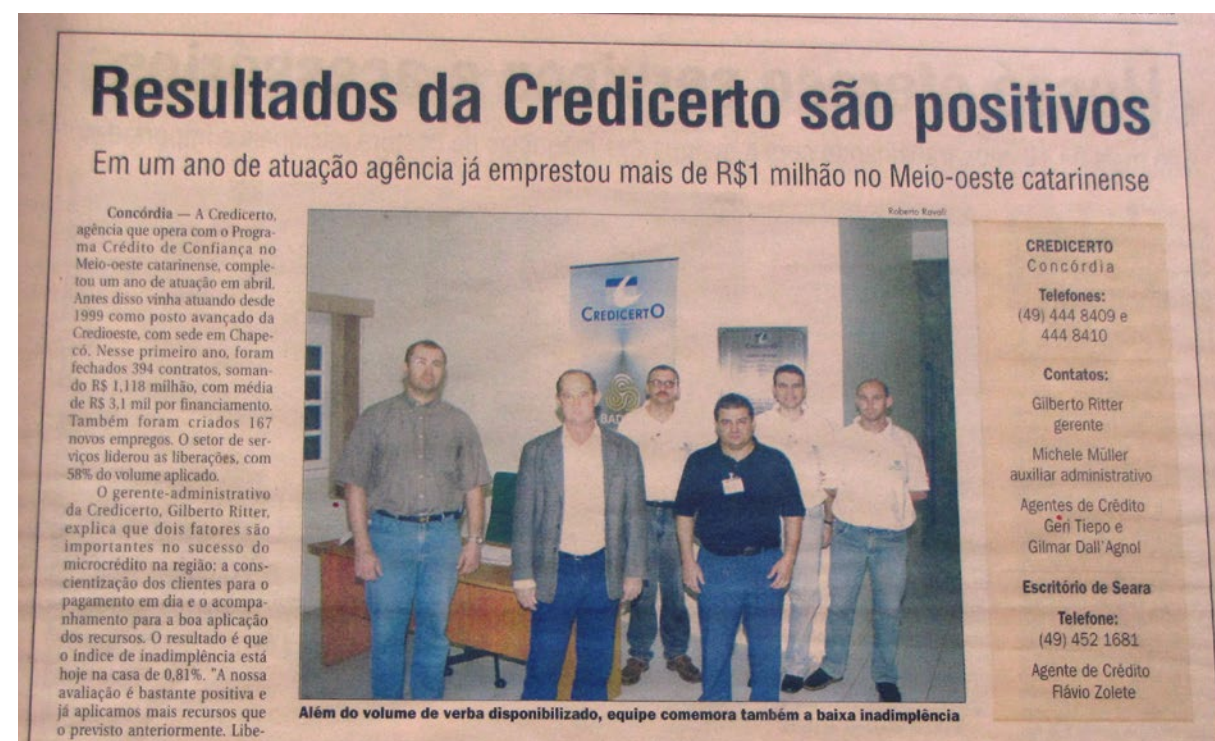 Resultados da Credicerto são positivos
Em um ano de atuação agência já emprestou mais de R$1 milhão no Meio-oeste catarinense
Concórdia — A Credicerto,
agência que opera com o Progra-
ma Crédito de Confiança no
Meio-oeste catarinense, comple-
tou um ano de atuação em abril.
Antes disso vinha atuando desde
1999 como posto avançado da
Credioeste, com sede em Chape-
có. Nesse primeiro ano, foram
fechados 394 contratos, soman-
do R$ 1,118 milhão, com média
de R$ 3,1 mil por financiamento.
Também foram criados 167
novos empregos. O setor de ser-
viços liderou as liberações, com
58% do volume aplicado.
O gerente-administrativo
da Credicerto, Gilberto Ritter,
explica que dois fatores são
importantes no sucesso do
microcrédito na região: a cons-
cientização dos clientes para o
pagamento em dia e o acompa-
nhamento para a boa aplicação
dos recursos. O resultado é que
o índice de inadimplência está
hoje na casa de 0,81%. "A nossa
avaliação é bastante positiva e
já aplicamos mais recursos que
o previsto anteriormente. Libe-
Roberto Ravali
CREDICERTO
BAD
Além do volume de verba disponibilizado, equipe comemora também a baixa inadimplência
CREDICERTO
Concórdia
Telefones:
(49) 444 8409 e
444 8410
Contatos:
Gilberto Ritter
gerente
Michele Müller
auxiliar administrativo
Agentes de Crédito
Geri Tiepo e
Gilmar Dall'Agnol
Escritório de Seara
Telefone:
(49) 452 1681
Agente de Crédito
Flávio Zolete